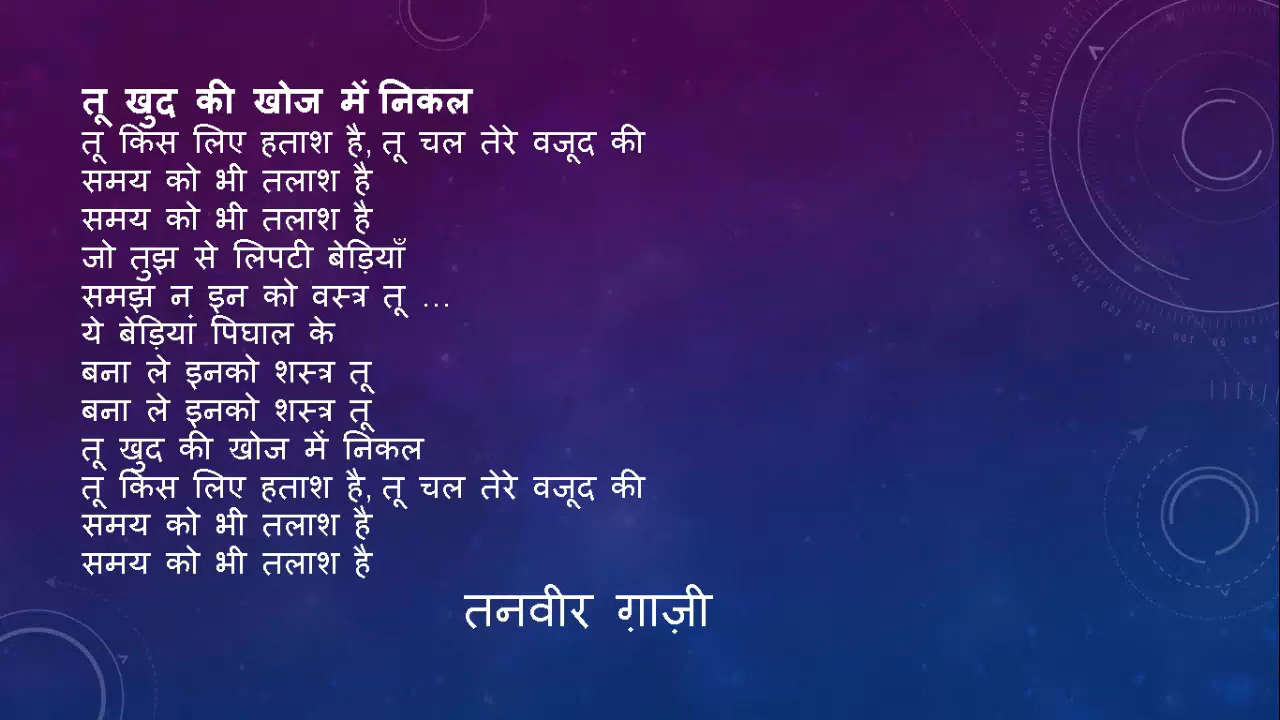 तू खुद की खोज में निकल
तू किस लिए हताश है, तू चल तेरे वजूद की
समय को भी तलाश है
समय को भी तलाश है
जो तुझ से लिपटी बेड़ियाँ
समझ न इन को वस्त्र तू ...
ये बेड़ियां पिघाल के
बना ले इनको शस्त्र तू
बना ले इनको शस्त्र तू
तू खुद की खोज में निकल
तू किस लिए हताश है, तू चल तेरे वजूद की
समय को भी तलाश है
समय को भी तलाश है
तनवीर ग़ाज़ी